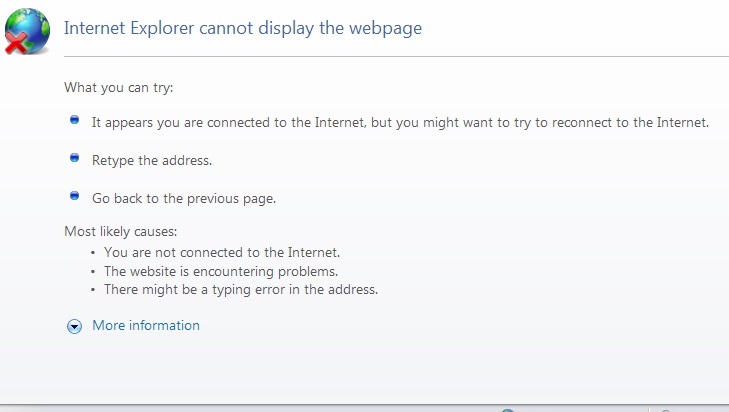 Internet Explorer cannot display the webpage
What you can try:
It appears you are connected to the Internet, but you might want to try to reconnect to the Internet.
Retype the address.
Go back to the previous page.
Most likely causes:
• You are not connected to the Internet.
• The website is encountering problems.
• There might be a typing error in the address.
More information